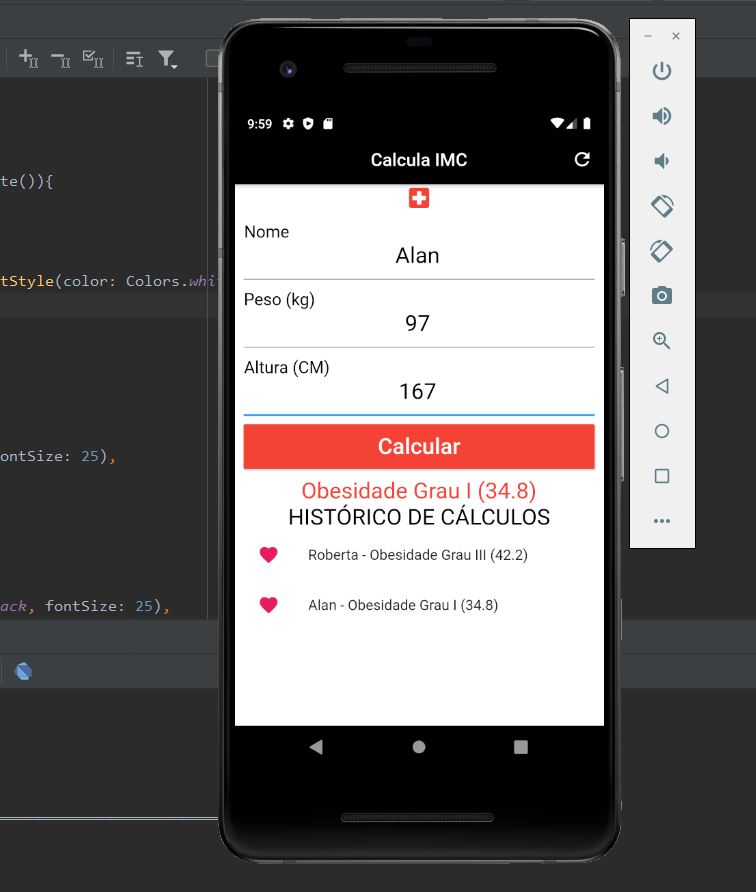 9:59
Calcula IMC
te()){
Nome
Alan
tStyle(color: Colors.whi
Peso (kg)
97
Altura (CM)
167
Calcular
ontSize: 25),
Obesidade Grau I (34.8)
HISTÓRICO DE CÁLCULOS
Roberta - Obesidade Grau III (42.2)
ack, fontSize: 25),
Alan - Obesidade Grau I (34.8)